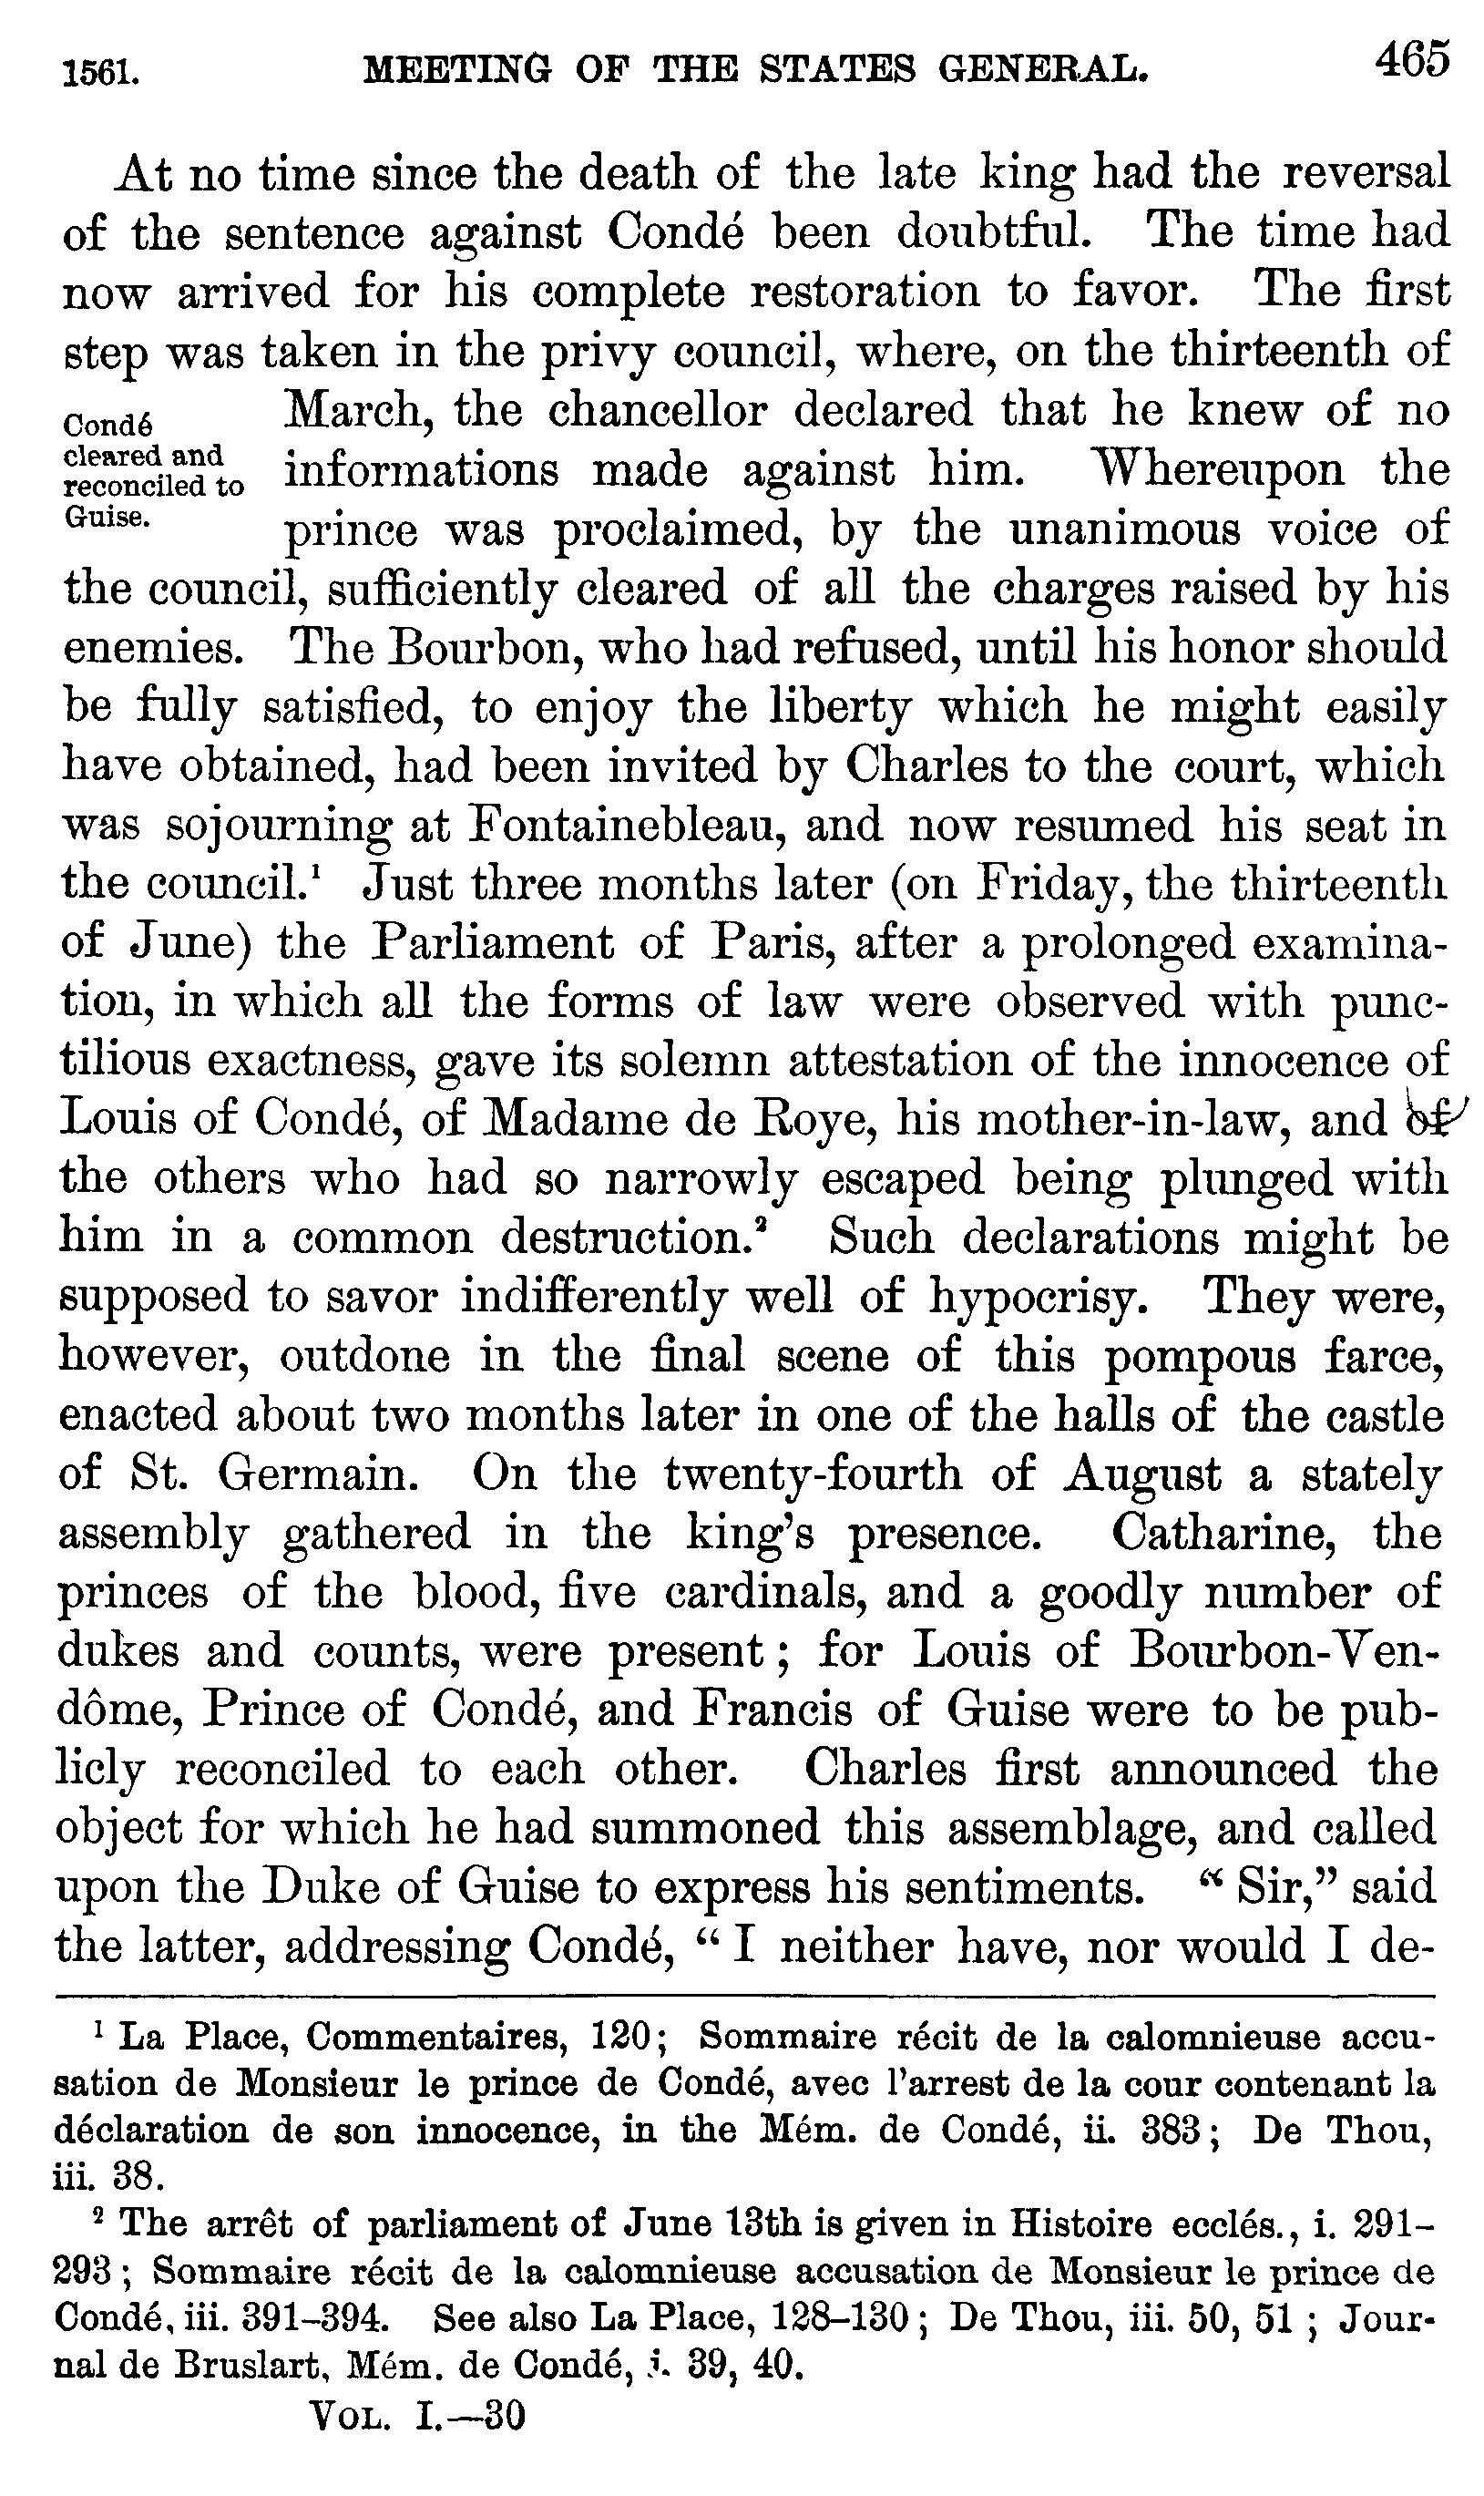 1561. MEETING OF THE STATES GENERAL. 465
At no time since the death of the late king had the reversal
of the sentence against Condé been doubtful. The time had
now arrived for his complete restoration to favor. The first
step was taken in the privy council, where, on the thirteenth of
Condé
cleared and
reconciled to
Guise.
March, the chancellor declared that he knew of no
informations made against him. Whereupon the
prince was proclaimed, by the unanimous voice of
the council, sufficiently cleared of all the charges raised by his
enemies. The Bourbon, who had refused, until his honor should
be fully satisfied, to enjoy the liberty which he might easily
have obtained, had been invited by Charles to the court, which
was sojourning at Fontainebleau, and now resumed his seat in
the council.¹ Just three months later (on Friday, the thirteenth
of June) the Parliament of Paris, after a prolonged examina-
tion, in which all the forms of law were observed with punc-
tilious exactness, gave its solemn attestation of the innocence of
Louis of Condé, of Madame de Roye, his mother-in-law, and of
the others who had so narrowly escaped being plunged with
him in a common destruction.² Such declarations might be
supposed to savor indifferently well of hypocrisy. They were,
however, outdone in the final scene of this pompous farce,
enacted about two months later in one of the halls of the castle
of St. Germain. On the twenty-fourth of August a stately
assembly gathered in the king's presence. Catharine, the
princes of the blood, five cardinals, and a goodly number of
dukes and counts, were present; for Louis of Bourbon-Ven-
dôme, Prince of Condé, and Francis of Guise were to be pub-
licly reconciled to each other. Charles first announced the
object for which he had summoned this assemblage, and called
upon the Duke of Guise to express his sentiments. "Sir," said
the latter, addressing Condé, "I neither have, nor would I de-
¹ La Place, Commentaires, 120; Sommaire récit de la calomnieuse accu-
sation de Monsieur le prince de Condé, avec l'arrest de la cour contenant la
déclaration de son innocence, in the Mém. de Condé, ii. 383; De Thou,
iii. 38.
² The arrêt of parliament of June 13th is given in Histoire ecclés., i. 291-
293; Sommaire récit de la calomnieuse accusation de Monsieur le prince de
Condé, iii. 391-394. See also La Place, 128-130; De Thou, iii. 50, 51; Jour-
nal de Bruslart, Mém. de Condé, i. 39, 40.
VOL. I.—30